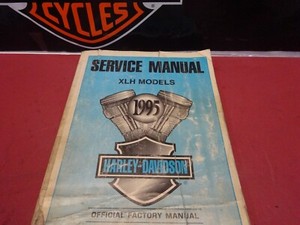 CYCLES
SERVICE MANUAL
XLH MODELS
1995
HARLEY-DAVIDSON
OFFICIAL FACTORY MANUAL